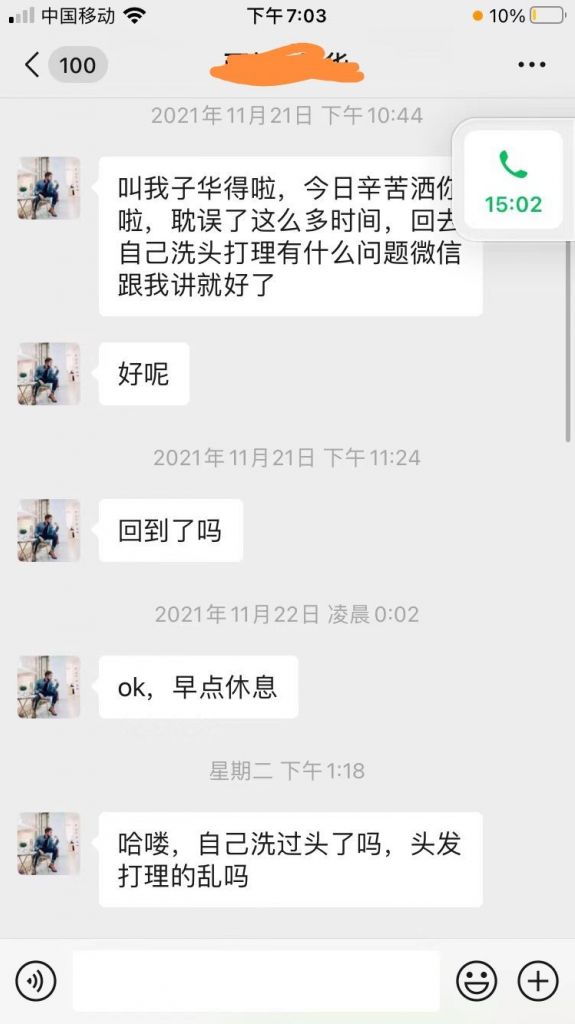 中国移动 下午7:03 10%
100
2021年11月21日 下午10:44
15:02
叫我子华得啦，今日辛苦洒你
啦，耽误了这么多时间，回去
自己洗头打理有什么问题微信
跟我讲就好了
好呢
2021年11月21日 下午11:24
回到了吗
2021年11月22日 凌晨0:02
ok，早点休息
星期二 下午1:18
哈喽，自己洗过头了吗，头发
打理的乱吗